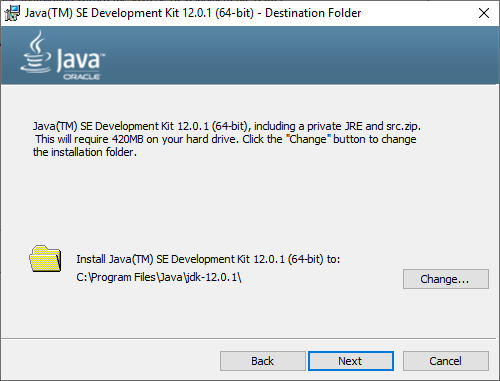 Java(TM) SE Development Kit 12.0.1 (64-bit) - Destination Folder
Java
ORACLE
Java(TM) SE Development Kit 12.0.1 (64-bit), including a private JRE and src.zip.
This will require 420MB on your hard drive. Click the "Change" button to change
the installation folder.
Install Java(TM) SE Development Kit 12.0.1 (64-bit) to:
C:\Program Files\Java\jdk-12.0.1\
Change...
Back
Next
Cancel